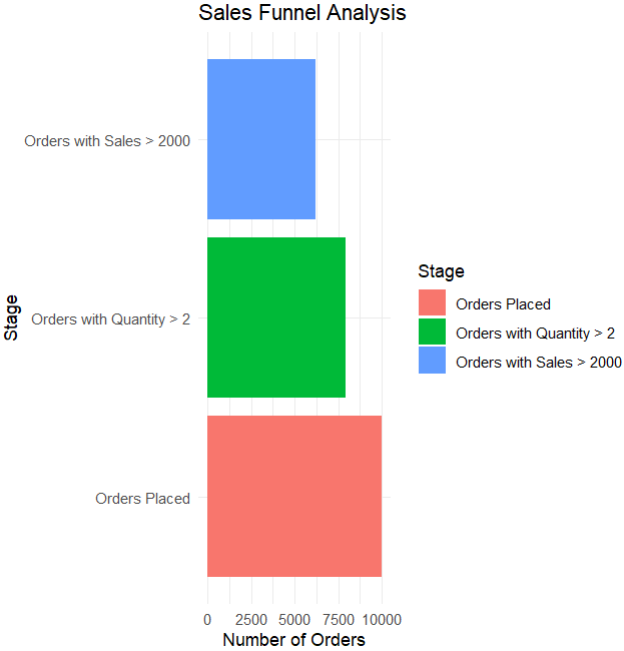 Sales Funnel Analysis
Orders with Sales > 2000
Orders with Quantity > 2
Orders Placed
Stage
0 2500 5000 7500 10000
Number of Orders
Stage
Orders Placed
Orders with Quantity > 2
Orders with Sales > 2000